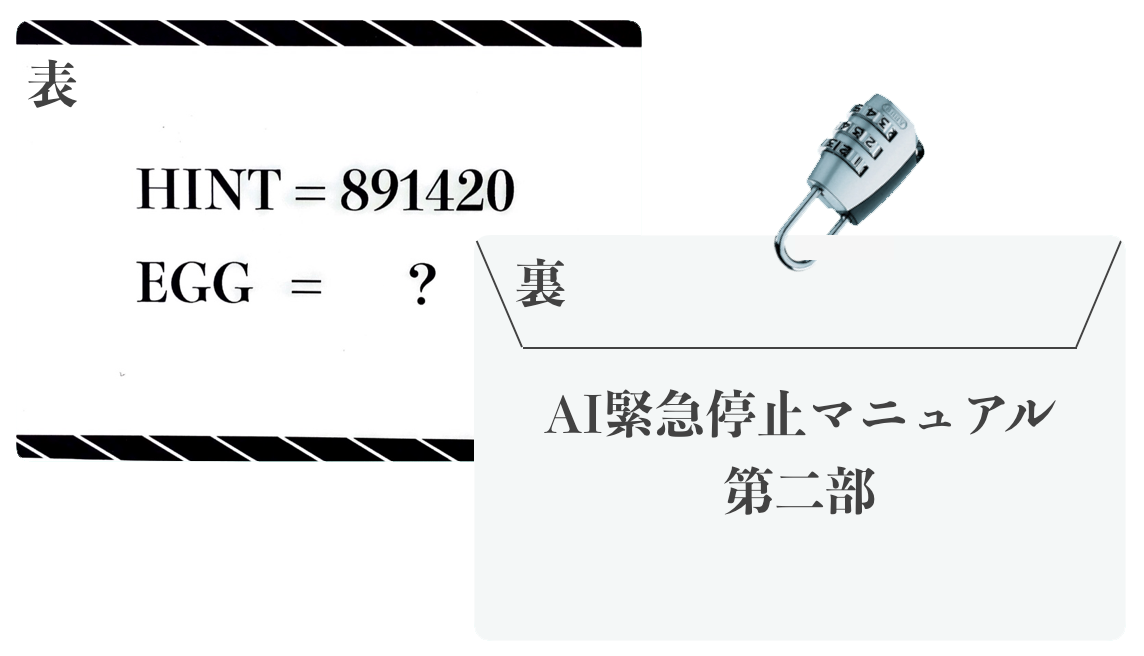 表
HINT = 891420
EGG = ?
裏
AI緊急停止マニュアル
第二部